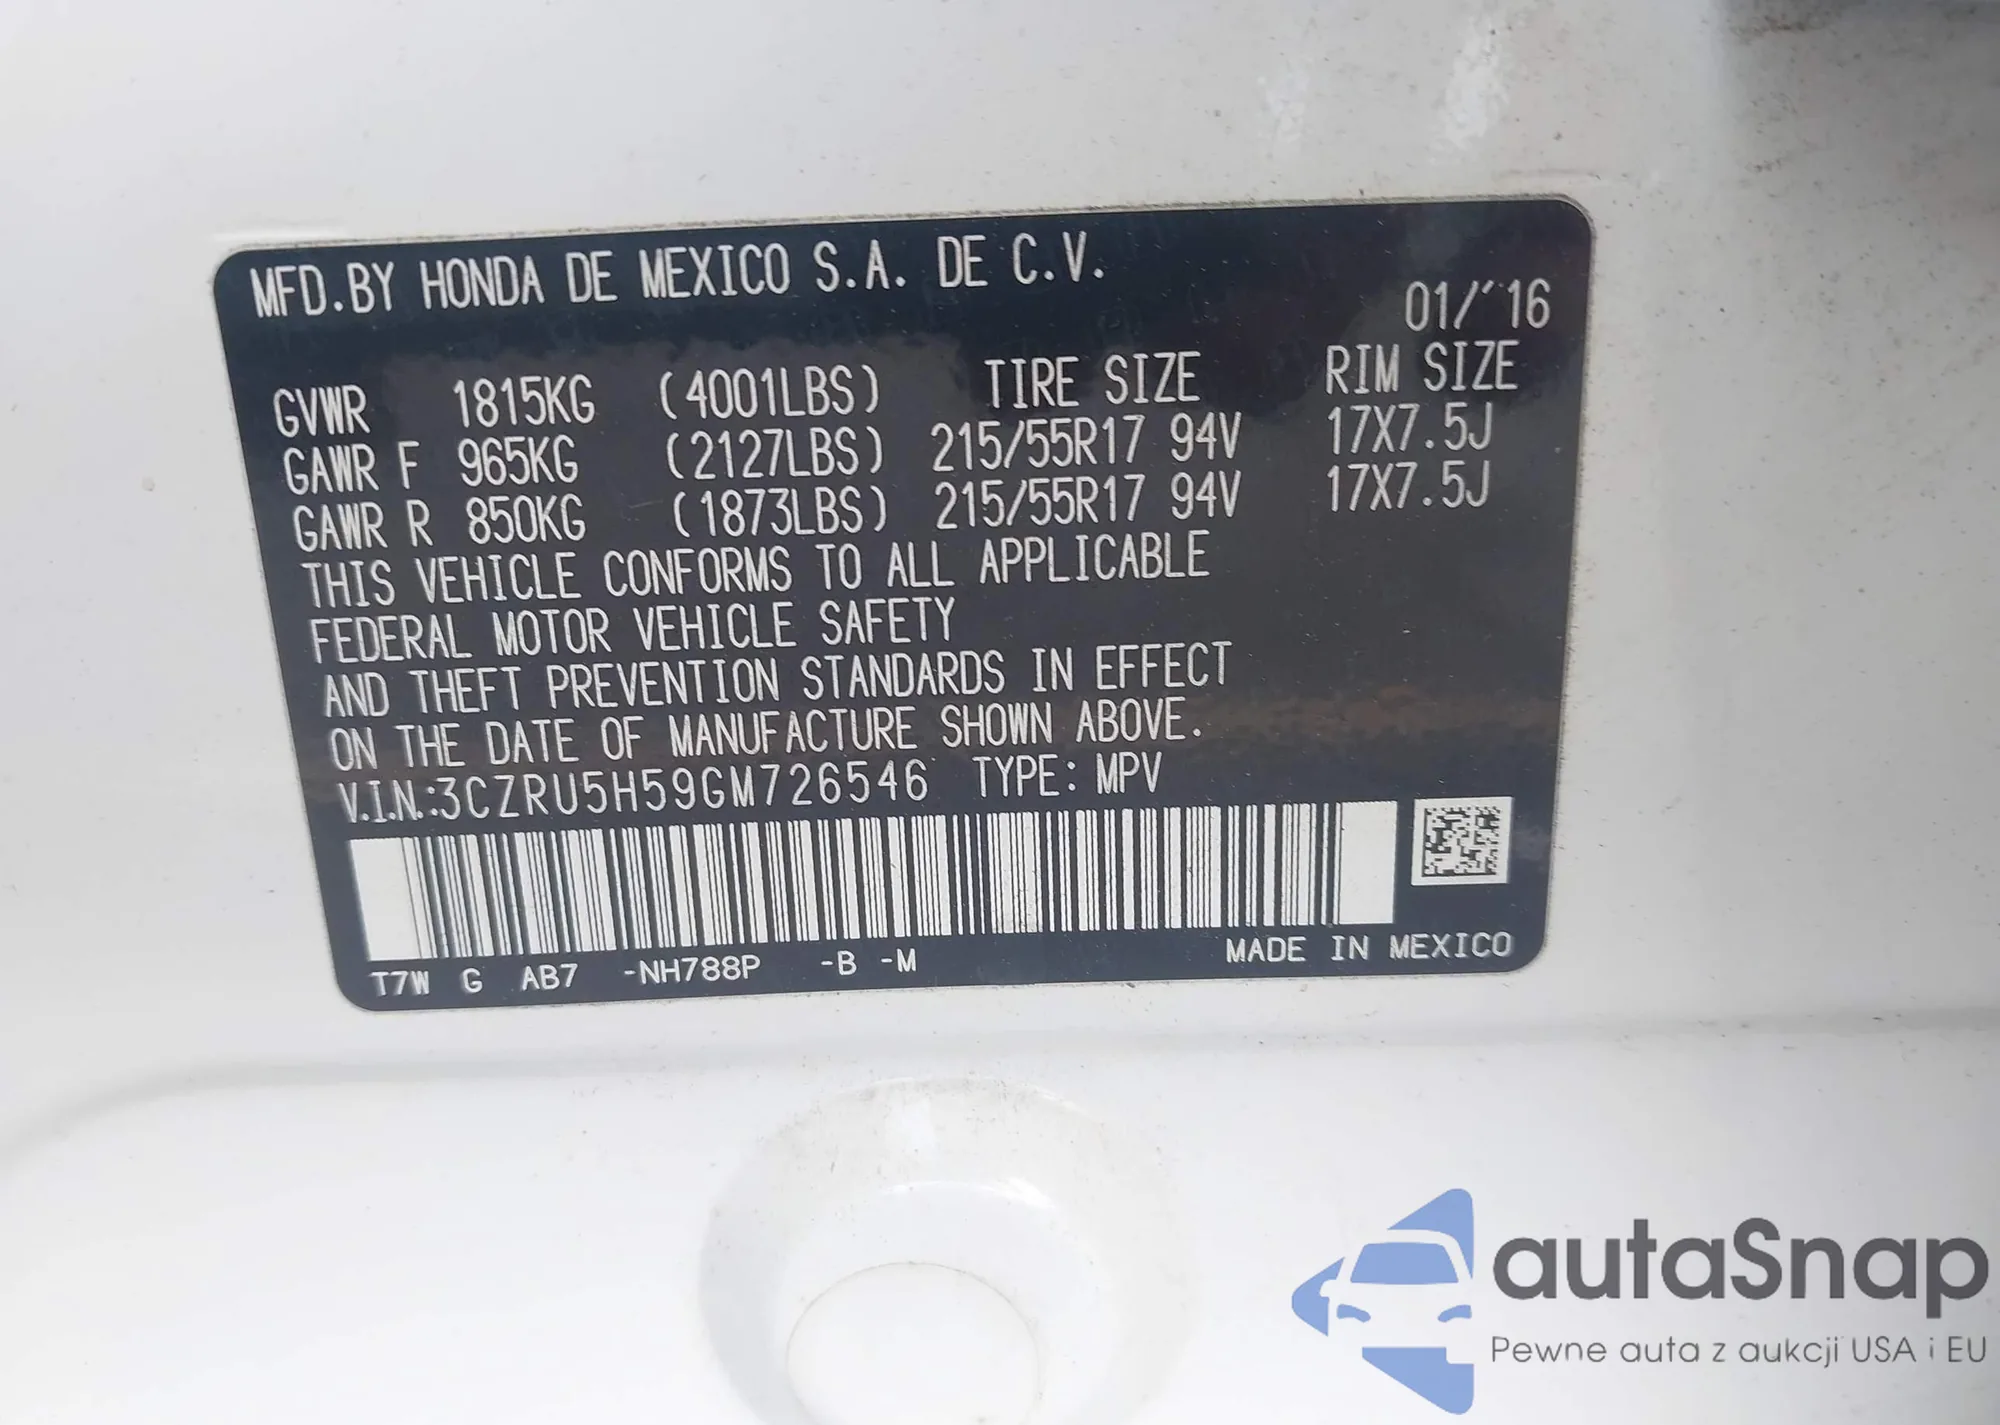 MFD.BY HONDA DE MEXICO S.A. DE C.V.
01/'16
GVWR 1815KG (4001LBS) TIRE SIZE RIM SIZE
GAWR F 965KG (2127LBS) 215/55R17 94V 17X7.5J
GAWR R 850KG (1873LBS) 215/55R17 94V 17X7.5J
THIS VEHICLE CONFORMS TO ALL APPLICABLE
FEDERAL MOTOR VEHICLE SAFETY
AND THEFT PREVENTION STANDARDS IN EFFECT
ON THE DATE OF MANUFACTURE SHOWN ABOVE.
V.I.N.:3CZRU5H59GM726546 TYPE: MPV
T7W G AB7 -NH788P -B -M MADE IN MEXICO
autaSnap
Pewne auta z aukcji USA i EU